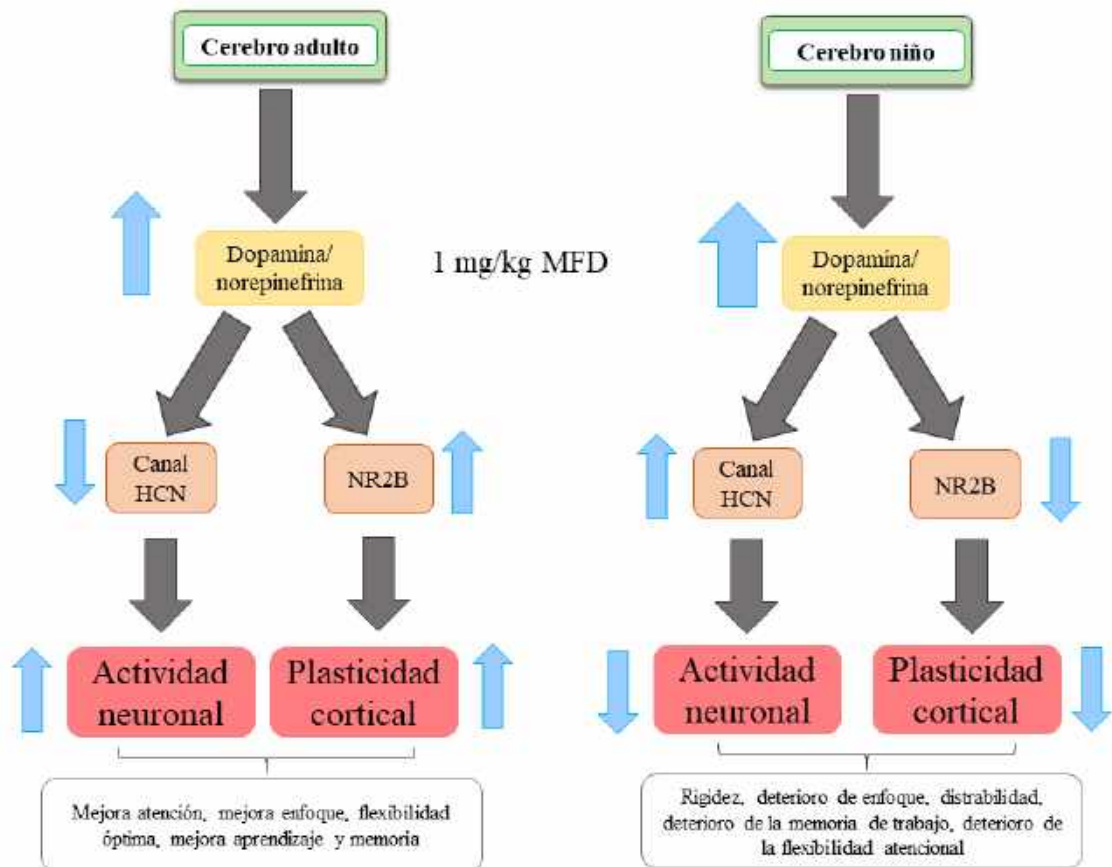 Cerebro adulto
Dopamina/
norepinefrina
Canal
HCN
NR2B
Actividad
neuronal
Plasticidad
cortical
Mejora atención, mejora enfoque, flexibilidad
óptima, mejora aprendizaje y memoria
1 mg/kg MFD
Cerebro niño
Dopamina/
norepinefrina
Canal
HCN
NR2B
Actividad
neuronal
Plasticidad
cortical
Rigidez, deterioro de enfoque, distrabilidad,
deterioro de la memoria de trabajo, deterioro de
la flexibilidad atencional